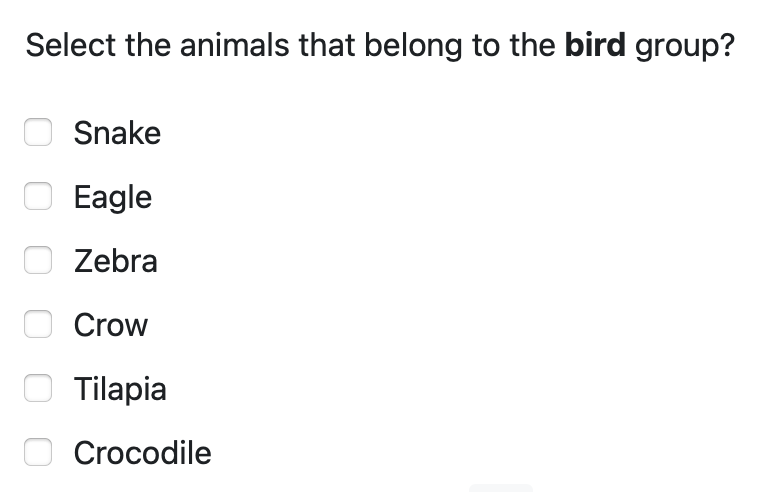 Select the animals that belong to the bird group?
Snake
Eagle
Zebra
Crow
Tilapia
Crocodile